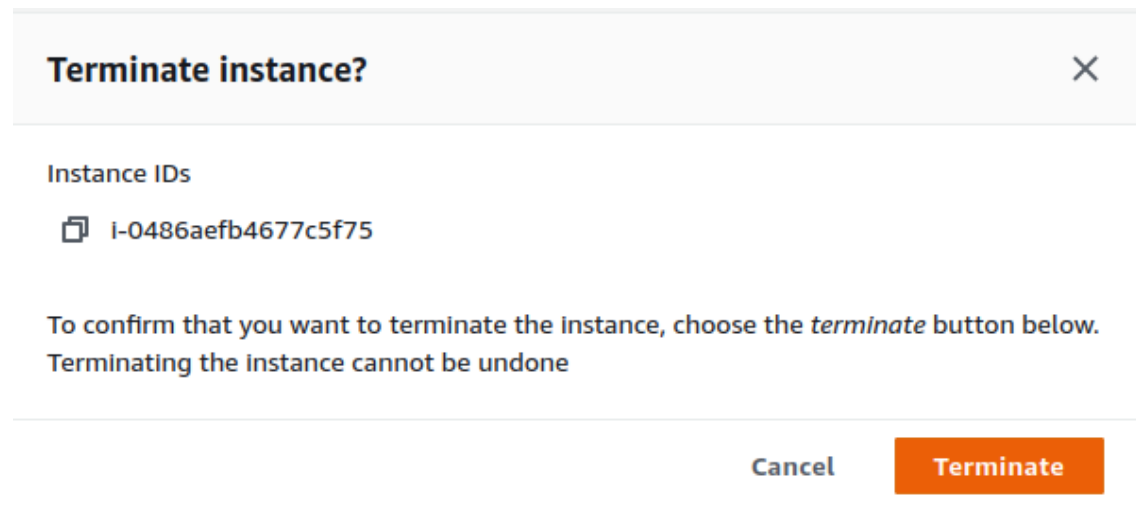 Terminate instance?
Instance IDs
i-0486aefb4677c5f75
To confirm that you want to terminate the instance, choose the terminate button below.
Terminating the instance cannot be undone
Cancel
Terminate